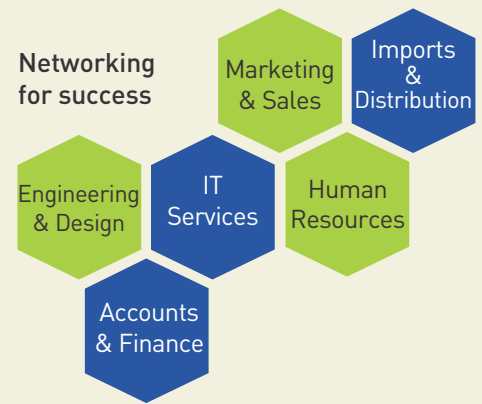 Networking
for success
Marketing
& Sales
Imports
&
Distribution
Engineering
& Design
IT
Services
Human
Resources
Accounts
& Finance